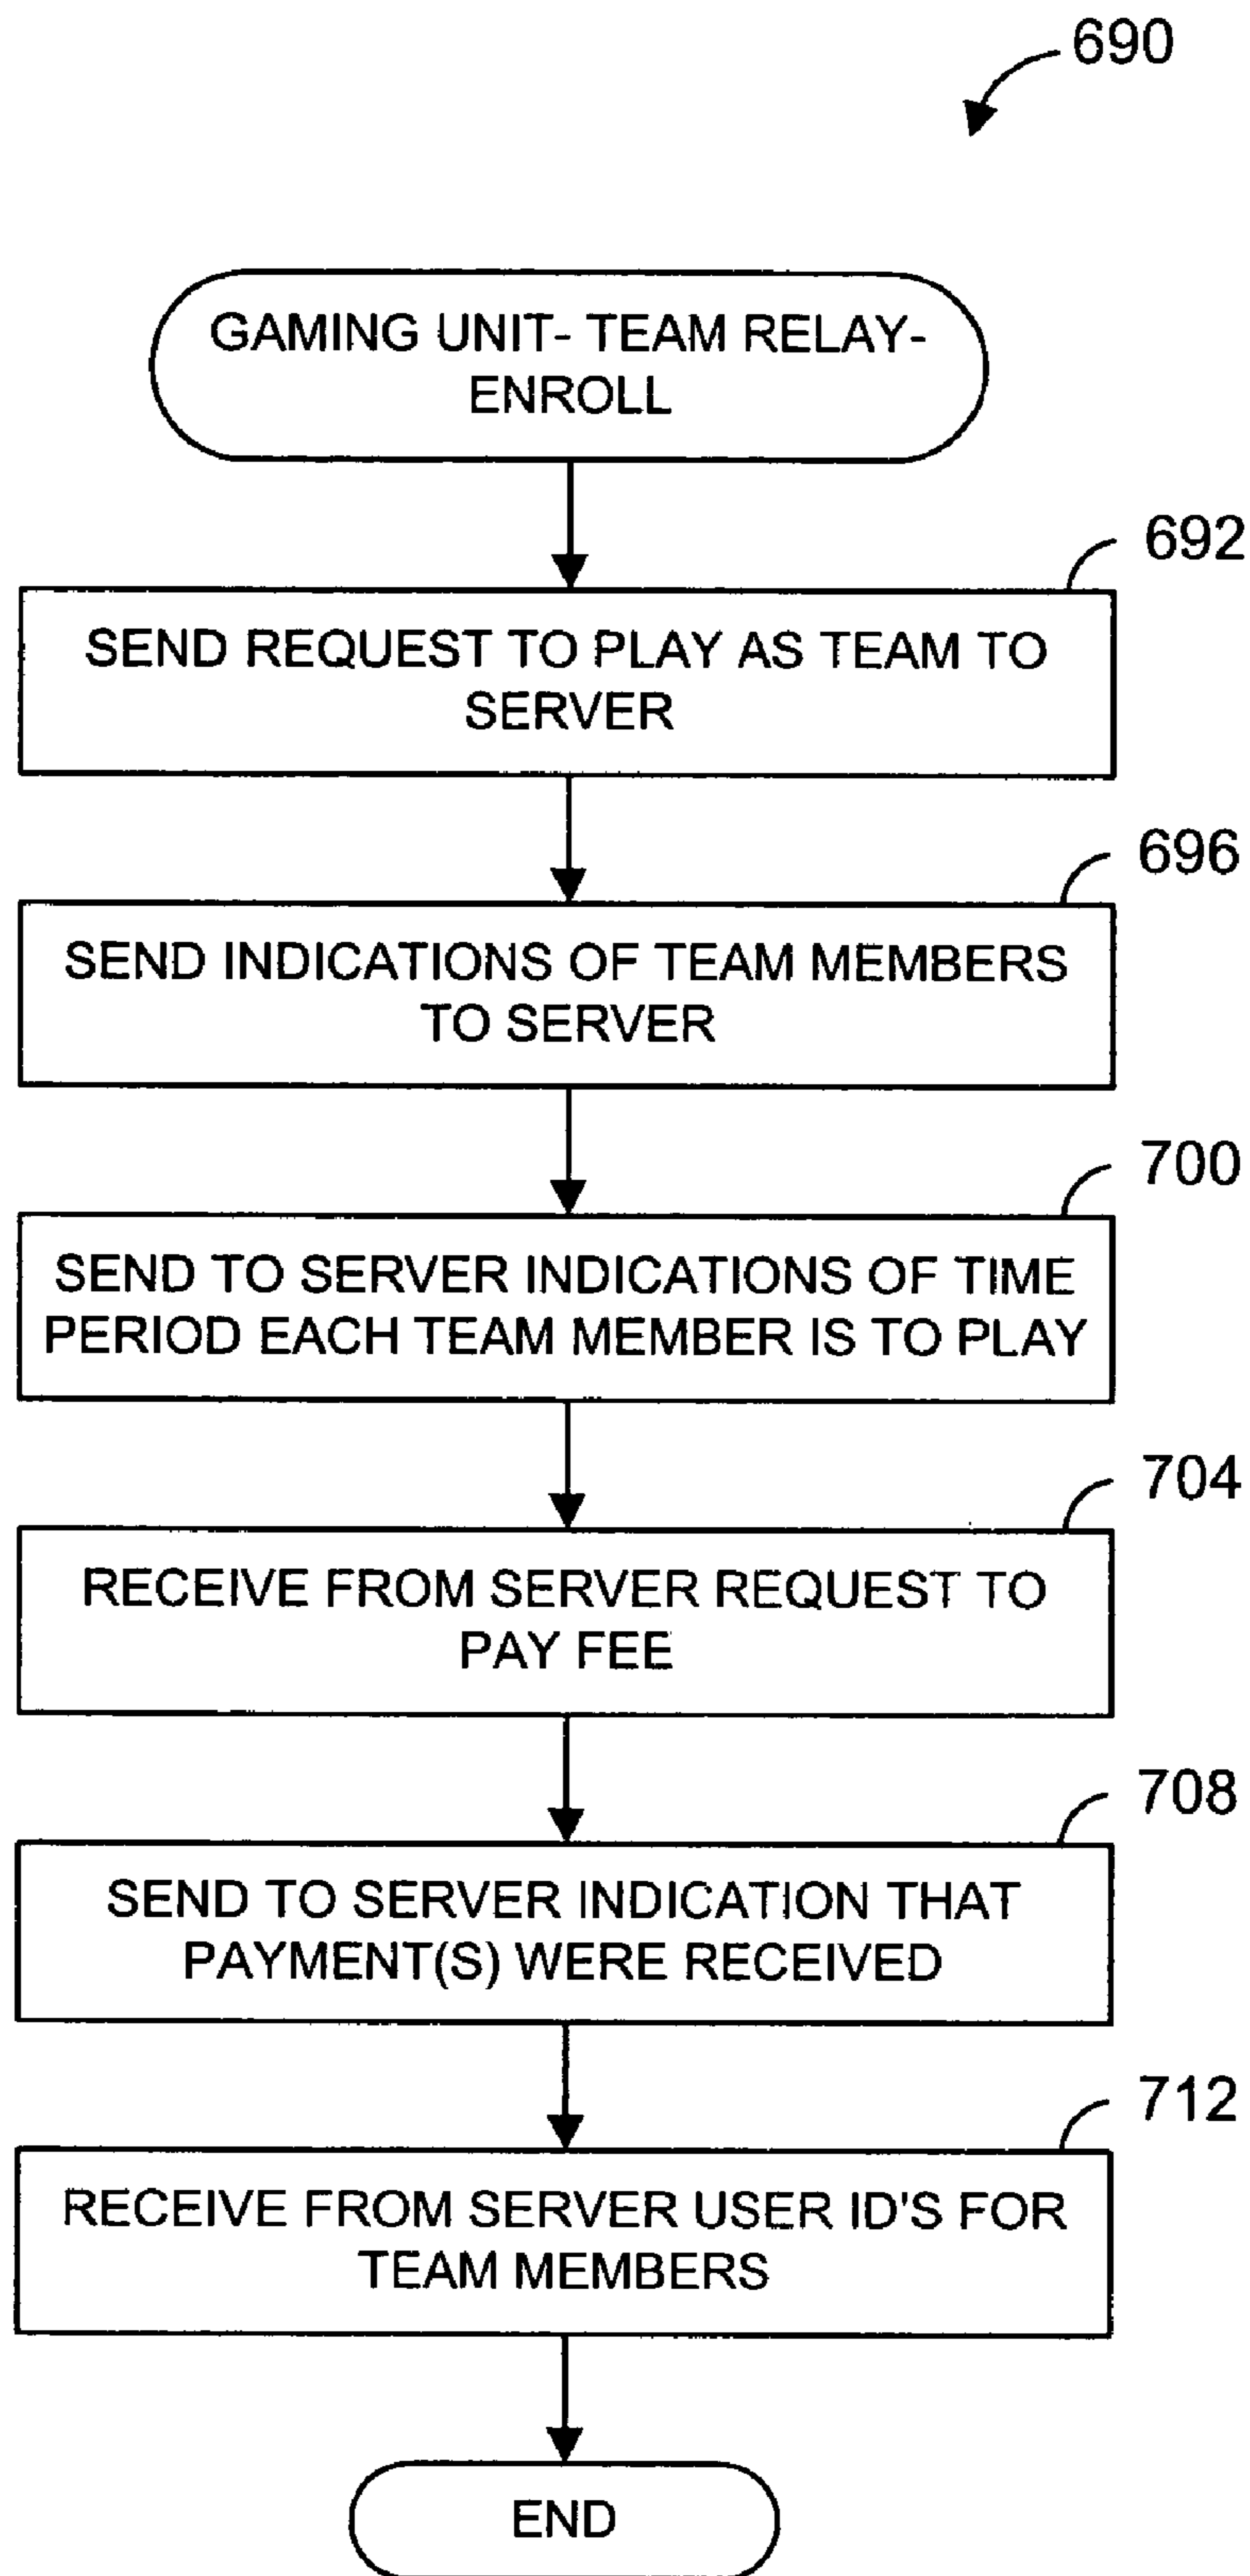 690
GAMING UNIT- TEAM RELAY-
ENROLL
692
SEND REQUEST TO PLAY AS TEAM TO
SERVER
696
SEND INDICATIONS OF TEAM MEMBERS
TO SERVER
700
SEND TO SERVER INDICATIONS OF TIME
PERIOD EACH TEAM MEMBER IS TO PLAY
704
RECEIVE FROM SERVER REQUEST TO
PAY FEE
708
SEND TO SERVER INDICATION THAT
PAYMENT(S) WERE RECEIVED
712
RECEIVE FROM SERVER USER ID'S FOR
TEAM MEMBERS
END